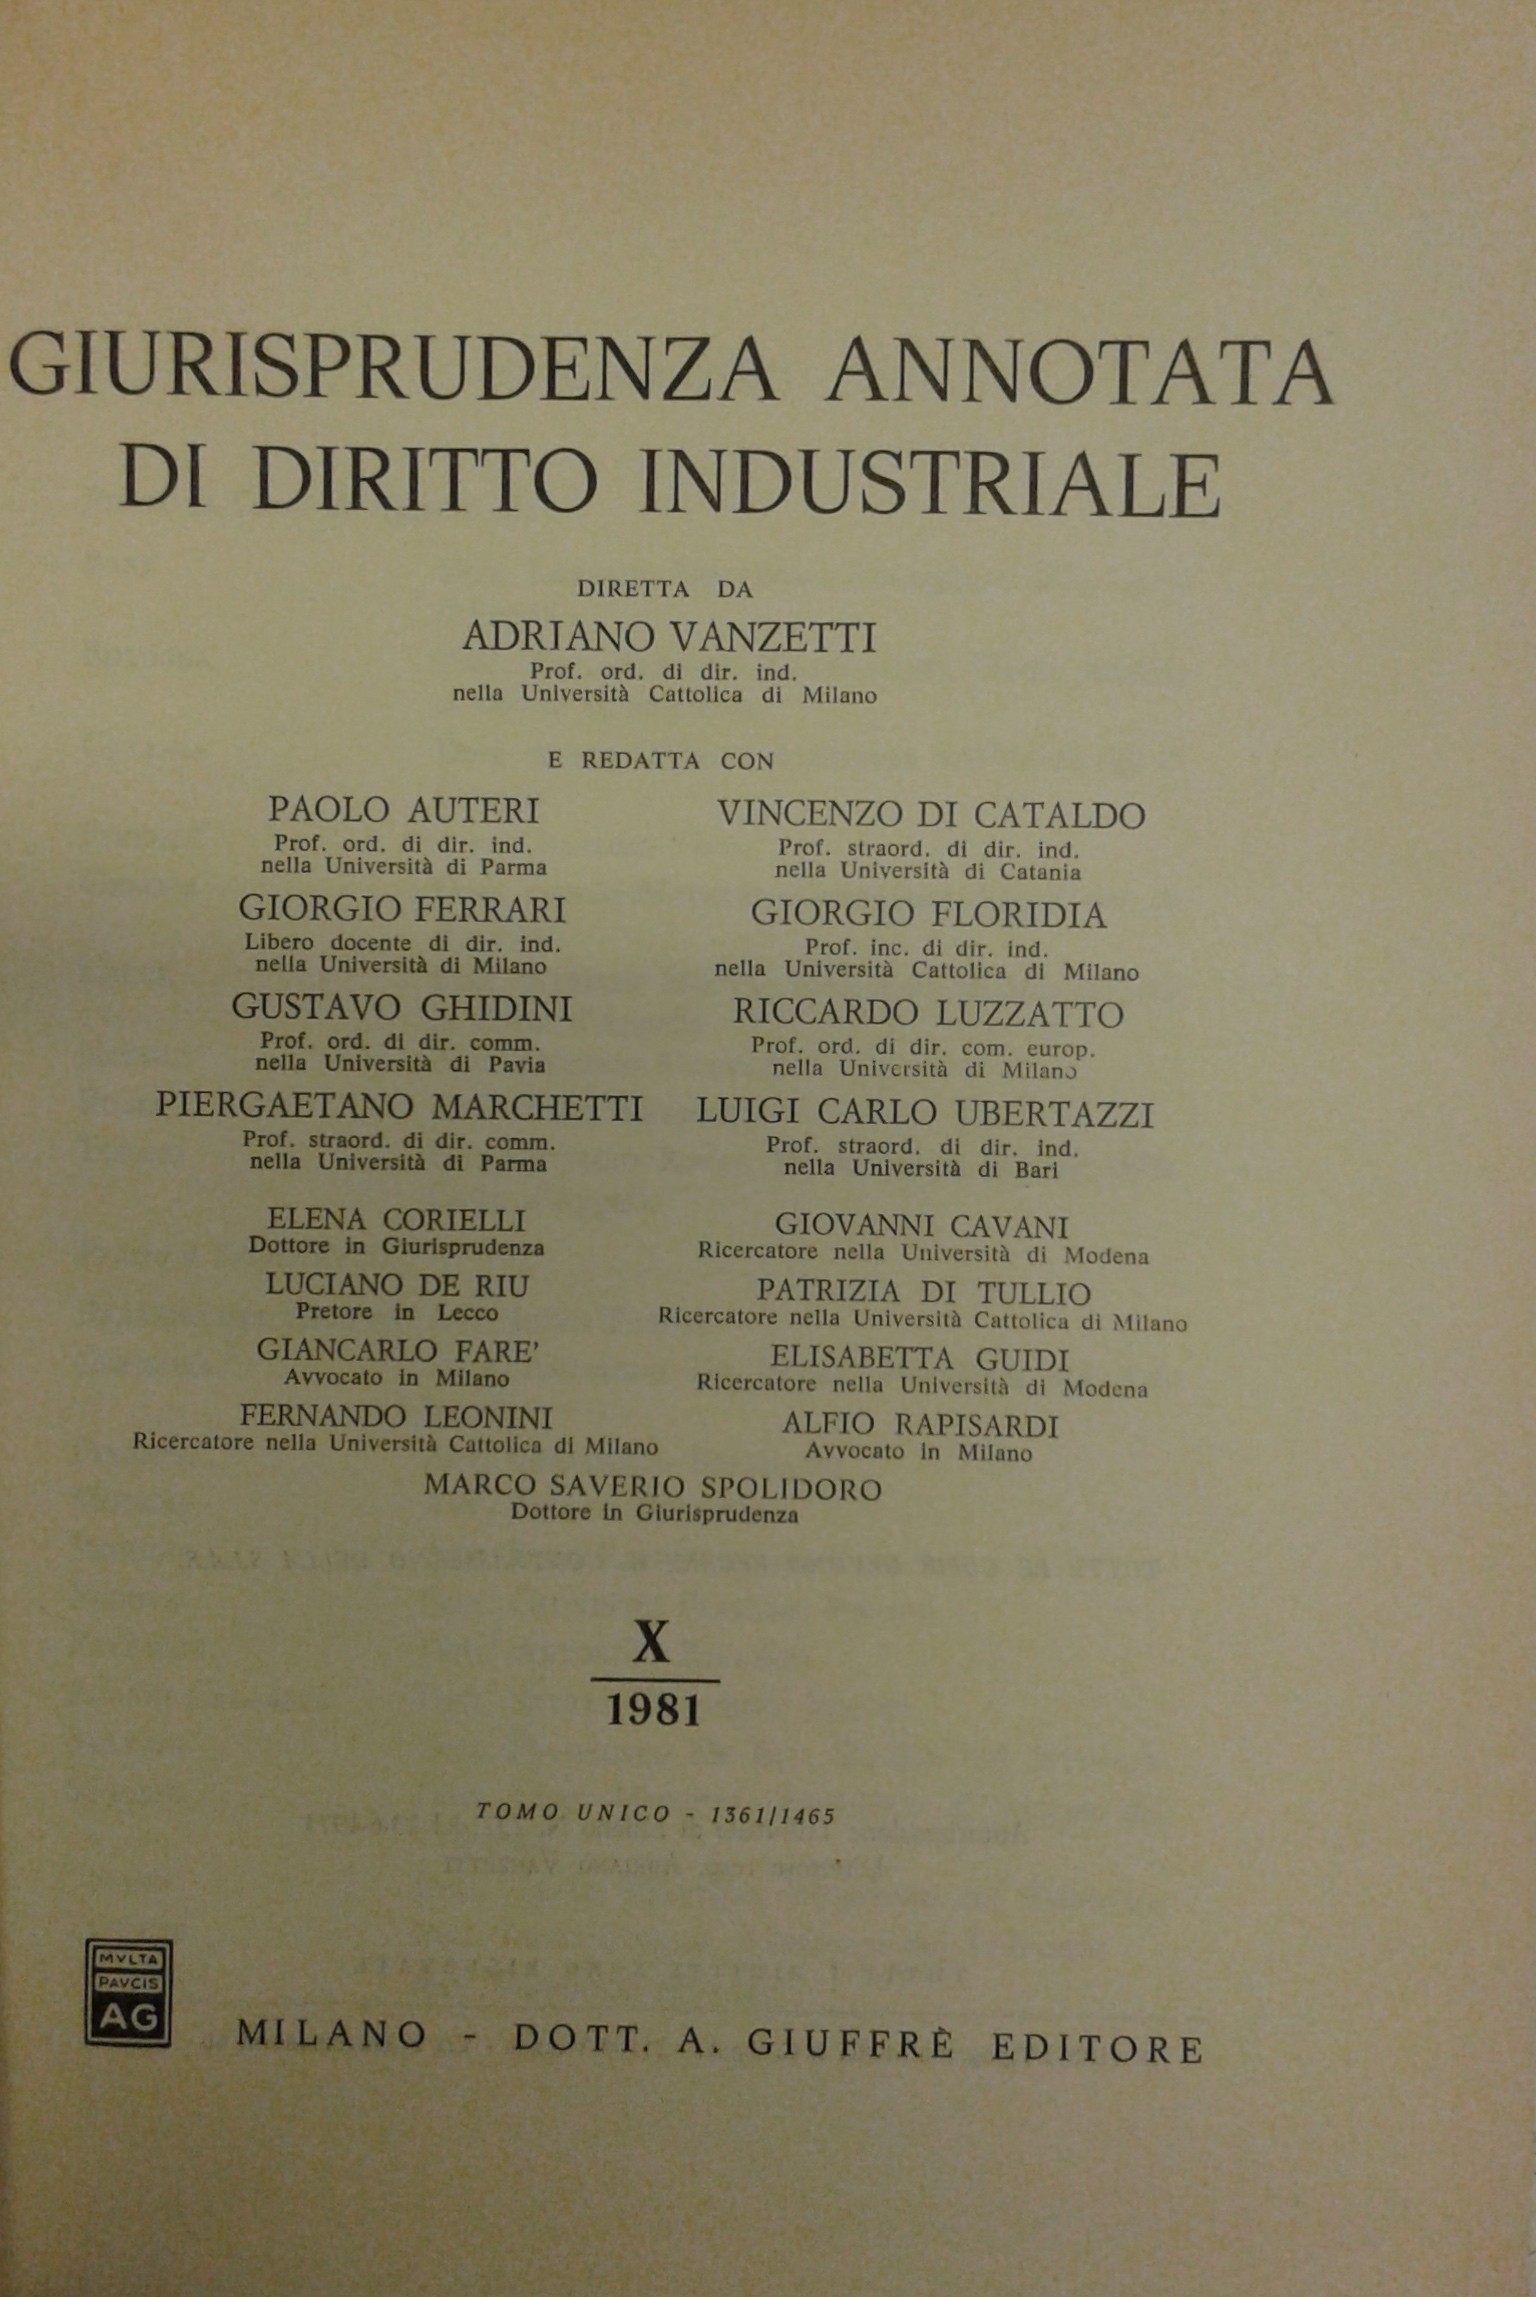 GIURISPRUDENZA ANNOTATA
DI DIRITTO INDUSTRIALE
DIRETTA DA
ADRIANO VANZETTI
Prof. ord. di dir. ind.
nella Università Cattolica di Milano
E REDATTA CON
PAOLO AUTERI
Prof. ord. di dir. ind.
nella Università di Parma
GIORGIO FERRARI
Libero docente di dir. ind.
nella Università di Milano
GUSTAVO GHIDINI
Prof. ord. di dir. comm.
nella Università di Pavia
PIERGAETANO MARCHETTI
Prof. straord. di dir. comm.
nella Università di Parma
VINCENZO DI CATALDO
Prof. straord. di dir. ind.
nella Università di Catania
GIORGIO FLORIDIA
Prof. inc. di dir. ind.
nella Università Cattolica di Milano
RICCARDO LUZZATTO
Prof. ord. di dir. com. europ.
nella Università di Milano
LUIGI CARLO UBERTAZZI
Prof. straord. di dir. ind.
nella Università di Bari
ELENA CORIELLI
Dottore in Giurisprudenza
LUCIANO DE RIU
Pretore in Lecco
GIANCARLO FARE'
Avvocato in Milano
FERNANDO LEONINI
Ricercatore nella Università Cattolica di Milano
GIOVANNI CAVANI
Ricercatore nella Università di Modena
PATRIZIA DI TULLIO
Ricercatore nella Università Cattolica di Milano
ELISABETTA GUIDI
Ricercatore nella Università di Modena
ALFIO RAPISARDI
Avvocato in Milano
MARCO SAVERIO SPOLIDORO
Dottore in Giurisprudenza
X
1981
TOMO UNICO - 1361/1465
MVLTA
PAVCIS
AG
MILANO - DOTT. A. GIUFFRÈ EDITORE